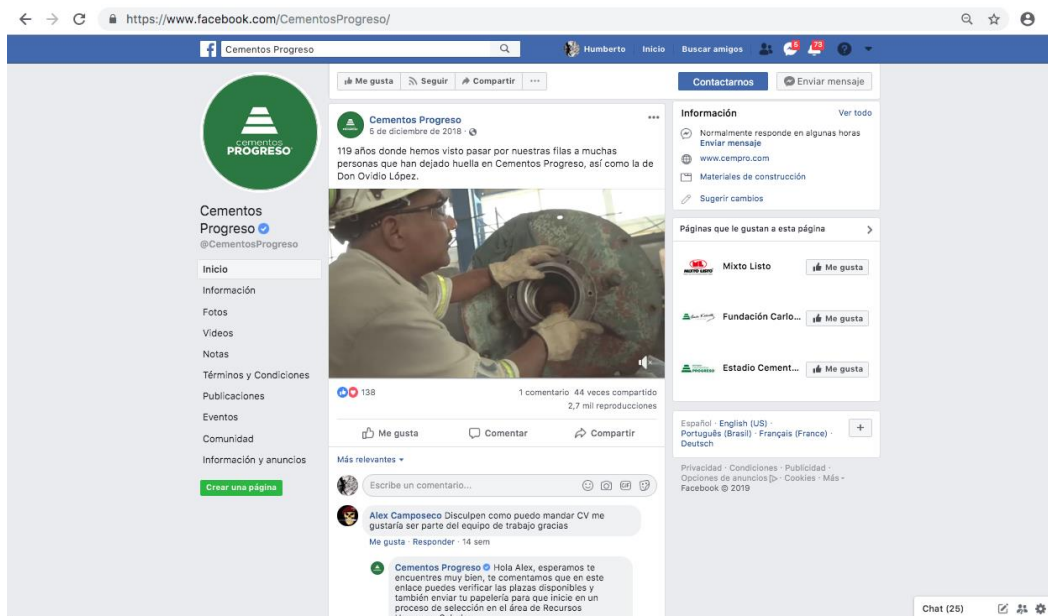 https://www.facebook.com/CementosProgreso/
Cementos Progreso
Humberto
Inicio
Buscar amigos
5
73
cementos
PROGRESO
Cementos
Progreso
@CementosProgreso
Inicio
Información
Fotos
Videos
Notas
Términos y Condiciones
Publicaciones
Eventos
Comunidad
Información y anuncios
Crear una página
Me gusta
Seguir
Compartir
Contactarnos
Enviar mensaje
Cementos Progreso
5 de diciembre de 2018 ·
119 años donde hemos visto pasar por nuestras filas a muchas
personas que han dejado huella en Cementos Progreso, así como la de
Don Ovidio López.
138
1 comentario 44 veces compartido
2,7 mil reproducciones
Me gusta
Comentar
Compartir
Más relevantes
Escribe un comentario...
GIF
Alex Camposeco Disculpen como puedo mandar CV me
gustaría ser parte del equipo de trabajo gracias
Me gusta · Responder · 14 sem
Cementos Progreso Hola Alex, esperamos te
encuentres muy bien, te comentamos que en este
enlace puedes verificar las plazas disponibles y
también enviar tu papelería para que inicie en un
proceso de selección en el área de Recursos
Información
Ver todo
Normalmente responde en algunas horas
Enviar mensaje
www.cempro.com
Materiales de construcción
Sugerir cambios
Páginas que le gustan a esta página
MIXTO LISTO
Mixto Listo
Me gusta
Fundación Carlo...
Me gusta
PROGRESO
Estadio Cement...
Me gusta
Español · English (US) ·
Português (Brasil) · Français (France) ·
Deutsch
Privacidad · Condiciones · Publicidad ·
Opciones de anuncios · Cookies · Más
Facebook © 2019
Chat (25)